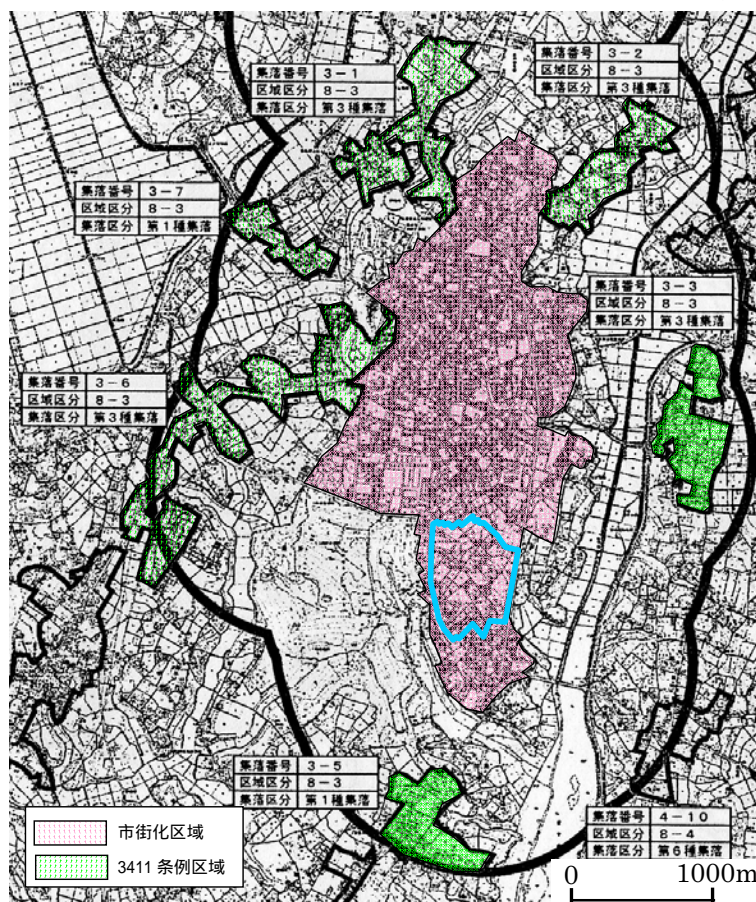 集落番号 3-1
区域区分 8-3
集落区分 第3種集落
集落番号 3-2
区域区分 8-3
集落区分 第3種集落
集落番号 3-7
区域区分 8-3
集落区分 第1種集落
集落番号 3-3
区域区分 8-3
集落区分 第3種集落
集落番号 3-6
区域区分 8-3
集落区分 第3種集落
集落番号 3-5
区域区分 8-3
集落区分 第1種集落
集落番号 4-10
区域区分 8-4
集落区分 第6種集落
市街化区域
3411 条例区域
0 1000m